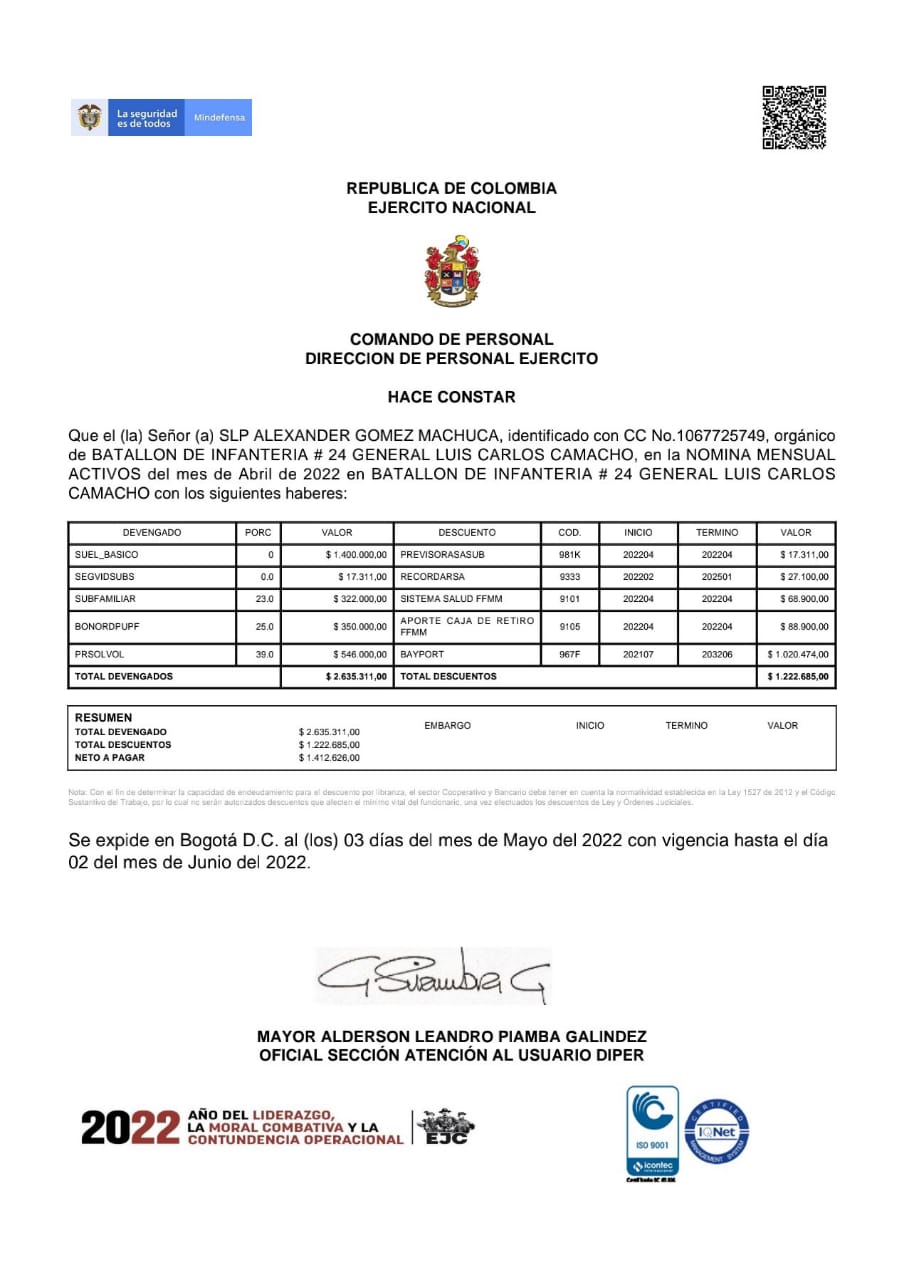 La seguridad
es de todos
Mindefensa
REPUBLICA DE COLOMBIA
EJERCITO NACIONAL
COMANDO DE PERSONAL
DIRECCION DE PERSONAL EJERCITO
HACE CONSTAR
Que el (la) Señor (a) SLP ALEXANDER GOMEZ MACHUCA, identificado con CC No.1067725749, orgánico
de BATALLON DE INFANTERIA # 24 GENERAL LUIS CARLOS CAMACHO, en la NOMINA MENSUAL
ACTIVOS del mes de Abril de 2022 en BATALLON DE INFANTERIA # 24 GENERAL LUIS CARLOS
CAMACHO con los siguientes haberes:
DEVENGADO PORC VALOR DESCUENTO COD. INICIO TERMINO VALOR
SUEL_BASICO 0 $ 1.400.000,00 PREVISORASASUB 981K 202204 202204 $ 17.311,00
SEGVIDSUBS 0.0 $ 17.311,00 RECORDARSA 9333 202202 202501 $ 27.100,00
SUBFAMILIAR 23.0 $ 322.000,00 SISTEMA SALUD FFMM 9101 202204 202204 $ 68.900,00
BONORDPUPF 25.0 $ 350.000,00 APORTE CAJA DE RETIRO FFMM 9105 202204 202204 $ 88.900,00
PRSOLVOL 39.0 $ 546.000,00 BAYPORT 967F 202107 203206 $ 1.020.474,00
TOTAL DEVENGADOS $ 2.635.311,00 TOTAL DESCUENTOS $ 1.222.685,00
RESUMEN
EMBARGO INICIO TERMINO VALOR
TOTAL DEVENGADO $ 2.635.311,00
TOTAL DESCUENTOS $ 1.222.685,00
NETO A PAGAR $ 1.412.626,00
Nota: Con el fin de determinar la capacidad de endeudamiento para el descuento por libranza, el sector Cooperativo y Bancario debe tener en cuenta la normatividad establecida en la Ley 1527 de 2012 y el Código
Sustantivo del Trabajo, por lo cual no serán autorizados descuentos que afecten el mínimo vital del funcionario, una vez efectuados los descuentos de Ley y Órdenes Judiciales.
Se expide en Bogotá D.C. al (los) 03 días del mes de Mayo del 2022 con vigencia hasta el día
02 del mes de Junio del 2022.
MAYOR ALDERSON LEANDRO PIAMBA GALINDEZ
OFICIAL SECCIÓN ATENCIÓN AL USUARIO DIPER
2022
AÑO DEL LIDERAZGO,
LA MORAL COMBATIVA Y LA
CONTUNDENCIA OPERACIONAL
EJC
ISO 9001
icontec
CERTIFIED
IQNet
MANAGEMENT SYSTEM